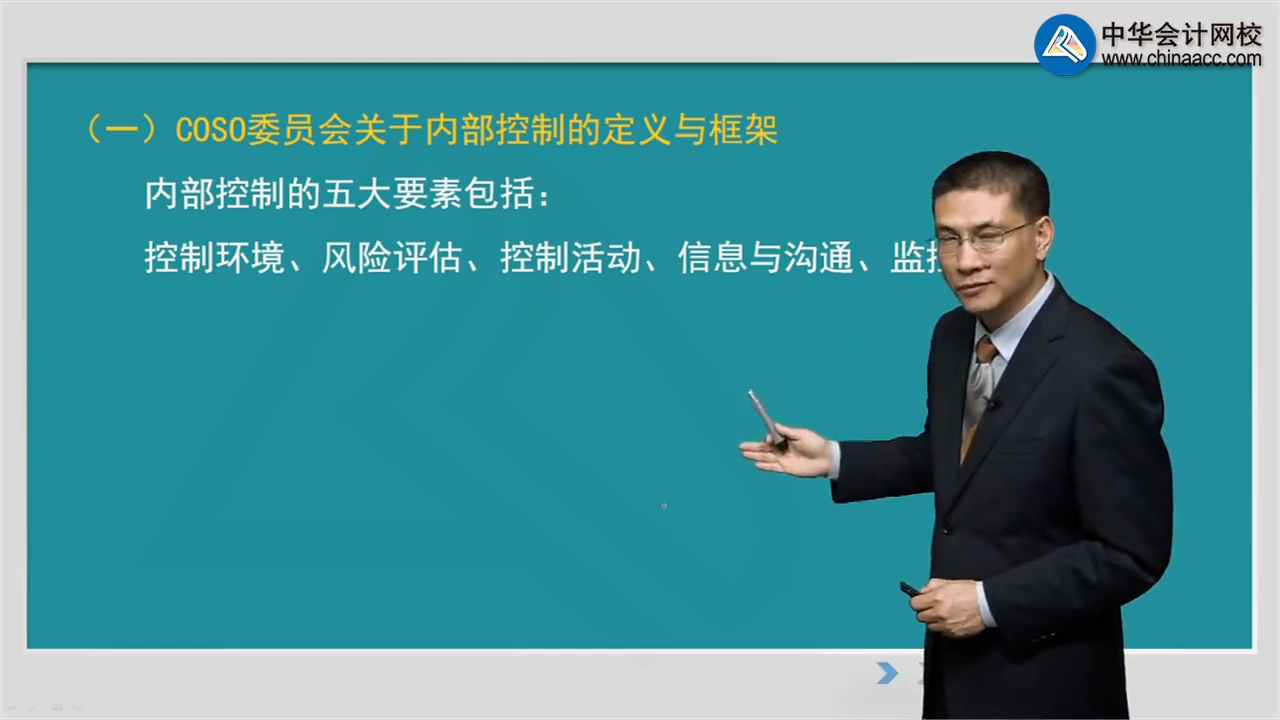 中华会计网校
www.chinaacc.com
（一）COSO委员会关于内部控制的定义与框架
内部控制的五大要素包括：
控制环境、风险评估、控制活动、信息与沟通、监